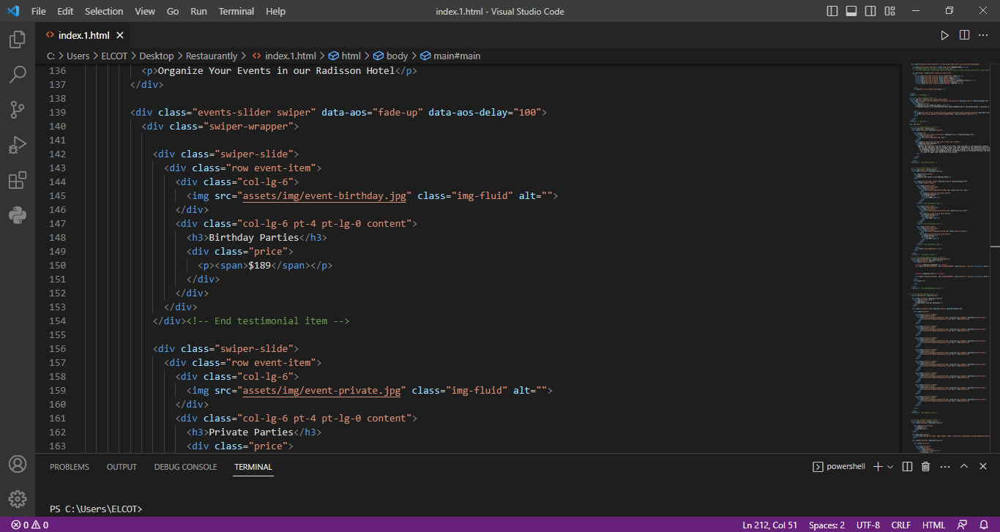 File Edit Selection View Go Run Terminal Help index.1.html - Visual Studio Code
index.1.html
C: > Users > ELCOT > Desktop > Restaurantly > index.1.html > html > body > main#main
136 <p>Organize Your Events in our Radisson Hotel</p>
137 </div>
138
139 <div class="events-slider swiper" data-aos="fade-up" data-aos-delay="100">
140 <div class="swiper-wrapper">
141
142 <div class="swiper-slide">
143 <div class="row event-item">
144 <div class="col-lg-6">
145 <img src="assets/img/event-birthday.jpg" class="img-fluid" alt="">
146 </div>
147 <div class="col-lg-6 pt-4 pt-lg-0 content">
148 <h3>Birthday Parties</h3>
149 <div class="price">
150 <p><span>$189</span></p>
151 </div>
152 </div>
153 </div>
154 </div><!-- End testimonial item -->
155
156 <div class="swiper-slide">
157 <div class="row event-item">
158 <div class="col-lg-6">
159 <img src="assets/img/event-private.jpg" class="img-fluid" alt="">
160 </div>
161 <div class="col-lg-6 pt-4 pt-lg-0 content">
162 <h3>Private Parties</h3>
163 <div class="price">
PROBLEMS OUTPUT DEBUG CONSOLE TERMINAL powershell
PS C:\Users\ELCOT>
0 0 Ln 212, Col 51 Spaces: 2 UTF-8 CRLF HTML